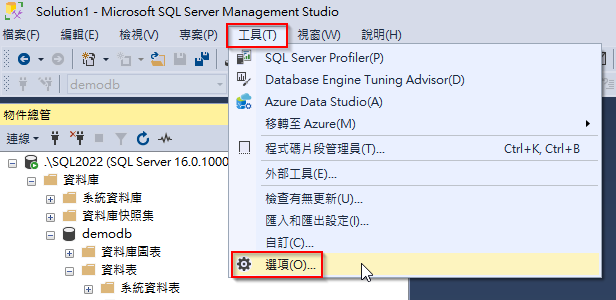 Solution1 - Microsoft SQL Server Management Studio
檔案(F) 編輯(E) 檢視(V) 專案(P) 工具(T) 視窗(W) 說明(H)
SQL Server Profiler(P)
demodb
Database Engine Tuning Advisor(D)
Azure Data Studio(A)
物件總管
移轉至 Azure(M)
連線
程式碼片段管理員(T)... Ctrl+K, Ctrl+B
.\SQL2022 (SQL Server 16.0.1000
外部工具(E)...
資料庫
系統資料庫
檢查有無更新(U)...
資料庫快照集
匯入和匯出設定(I)...
demodb
自訂(C)...
資料庫圖表
選項(O)...
資料表
系統資料表